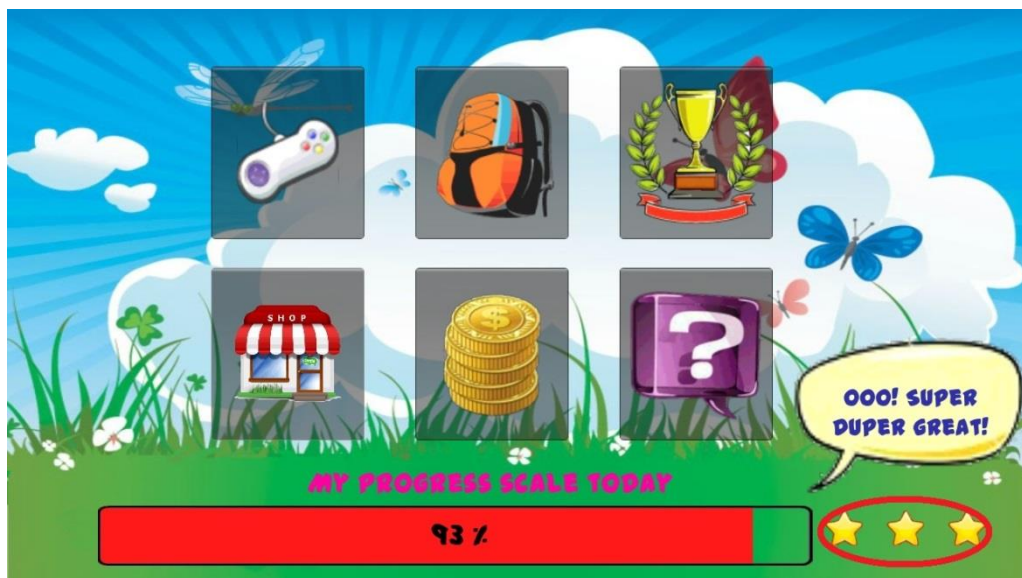 SHOP
OOO! SUPER
DUPER GREAT!
MY PROGRESS SCALE TODAY
93 %